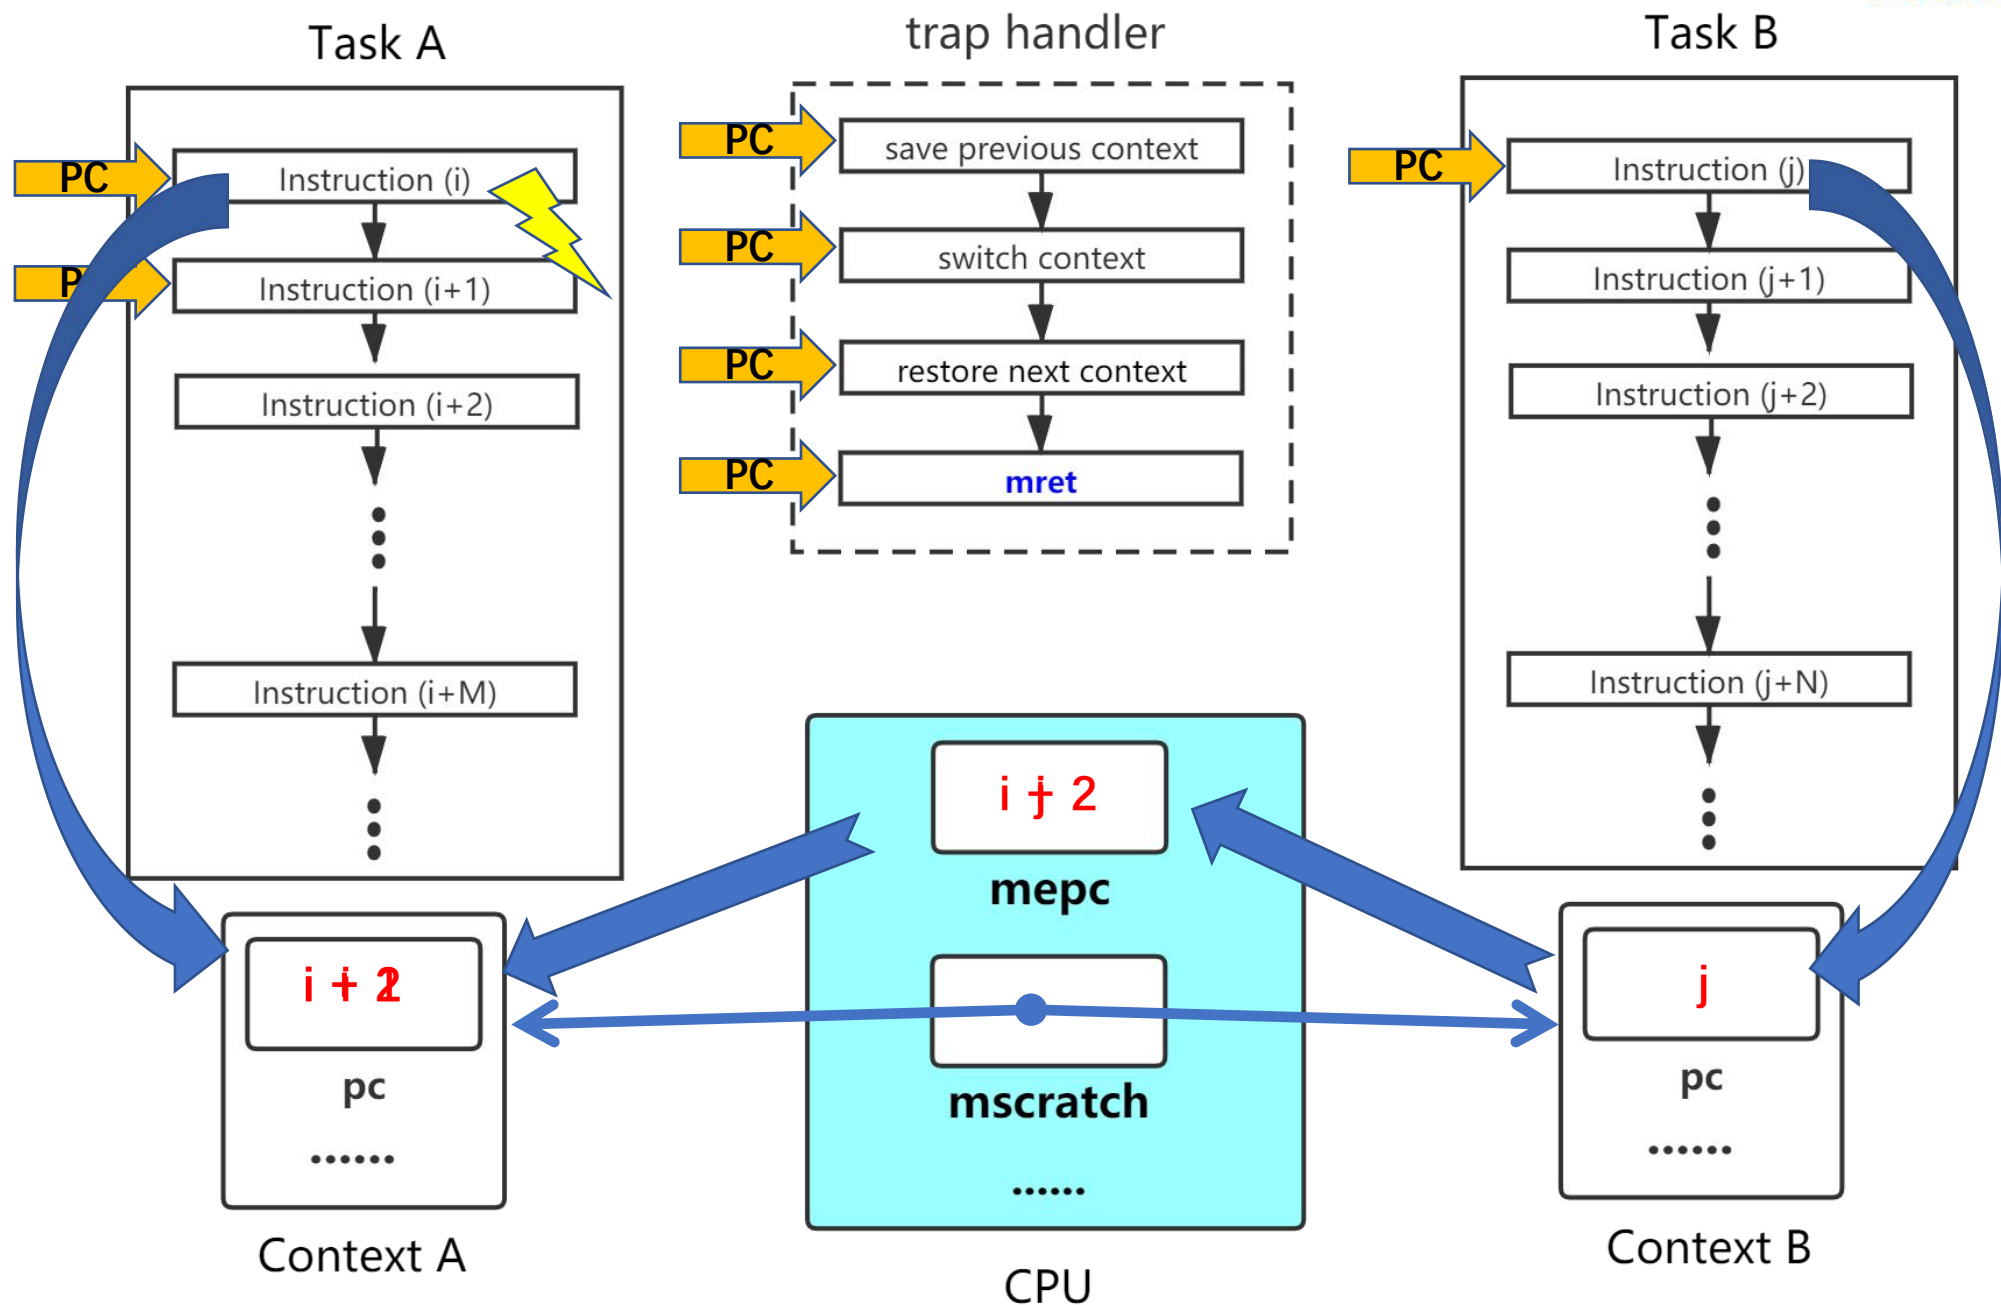 Task A
PC
Instruction (i)
Instruction (i+1)
Instruction (i+2)
Instruction (i+M)
trap handler
PC
save previous context
PC
switch context
PC
restore next context
PC
mret
Task B
PC
Instruction (j)
Instruction (j+1)
Instruction (j+2)
Instruction (j+N)
pc
......
Context A
mepc
mscratch
......
CPU
j
pc
......
Context B